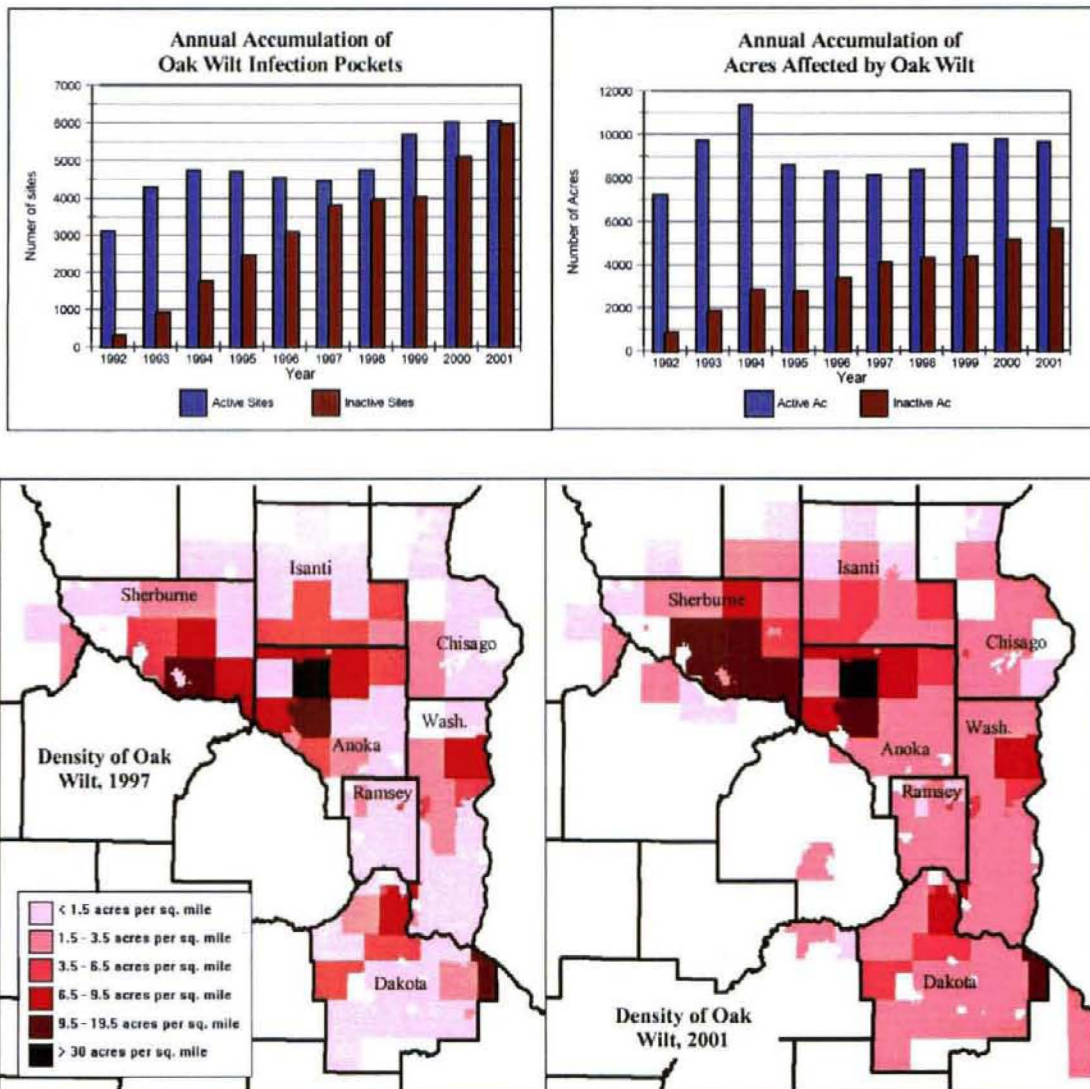 Annual Accumulation of
Oak Wilt Infection Pockets
7000
6000
5000
4000
3000
2000
1000
0
Numer of sites
1992 1993 1994 1995 1996 1997 1998 1999 2000 2001
Year
Active Sites Inactive Sites
Annual Accumulation of
Acres Affected by Oak Wilt
12000
10000
8000
6000
4000
2000
0
Number of Acres
1992 1993 1994 1995 1996 1997 1998 1999 2000 2001
Year
Active Ac Inactive Ac
Isanti
Sherburne
Chisago
Wash.
Anoka
Density of Oak
Wilt, 1997
Ramsey
Dakota
< 1.5 acres per sq. mile
1.5 - 3.5 acres per sq. mile
3.5 - 6.5 acres per sq. mile
6.5 - 9.5 acres per sq. mile
9.5 - 19.5 acres per sq. mile
> 30 acres per sq. mile
Isanti
Sherburne
Chisago
Wash.
Anoka
Ramsey
Dakota
Density of Oak
Wilt, 2001